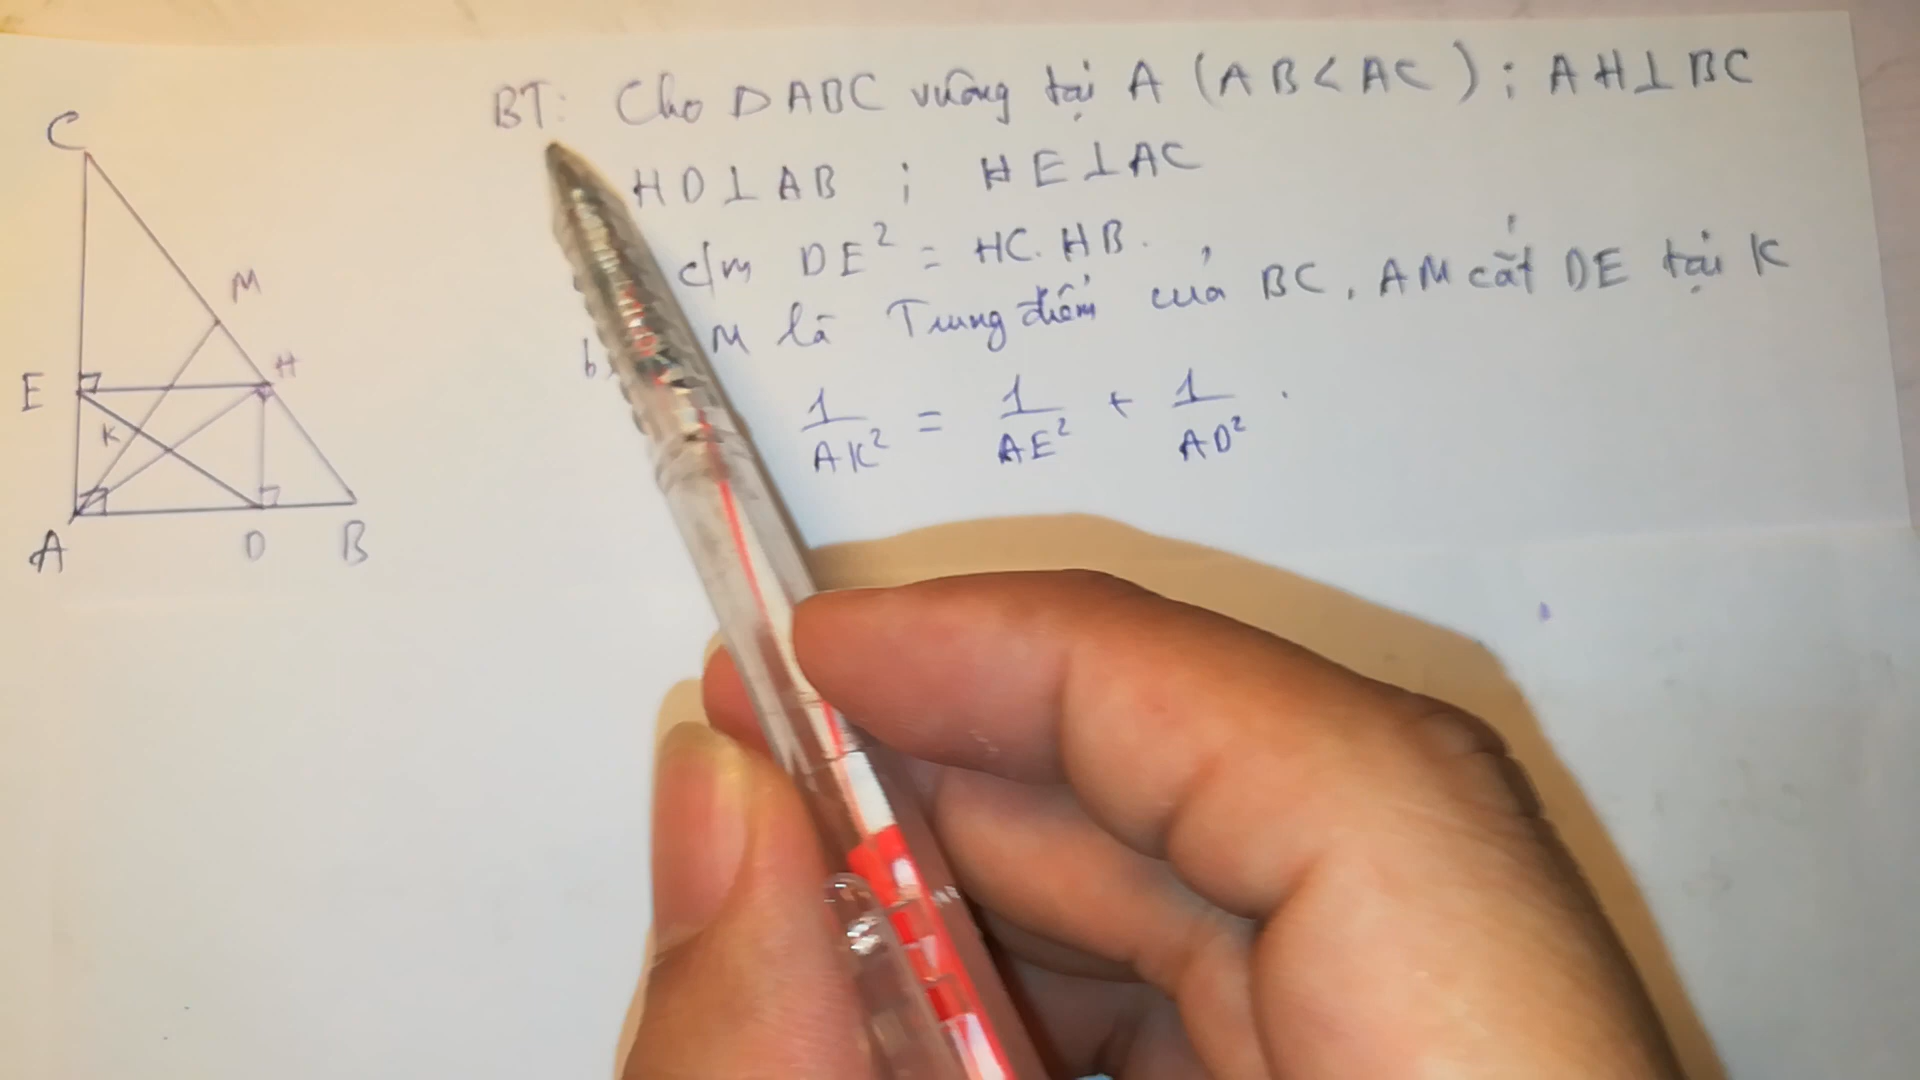 BT: Cho ΔABC vuông tại A (AB<AC); AH⊥BC
HD⊥AB ; HE⊥AC
c/m DE² = HC.HB.
b, M là Trung điểm của BC, AM cắt DE tại K
1/AK² = 1/AE² + 1/AD².
C
M
H
E
K
A
D
B